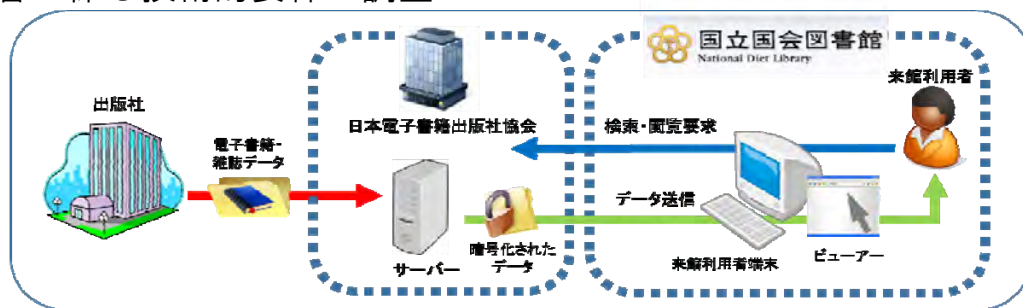 国立国会図書館
National Diet Library
来館利用者
出版社
日本電子書籍出版社協会
検索・閲覧要求
電子書籍・
雑誌データ
データ送信
サーバー
暗号化された
データ
来館利用者端末
ビューアー